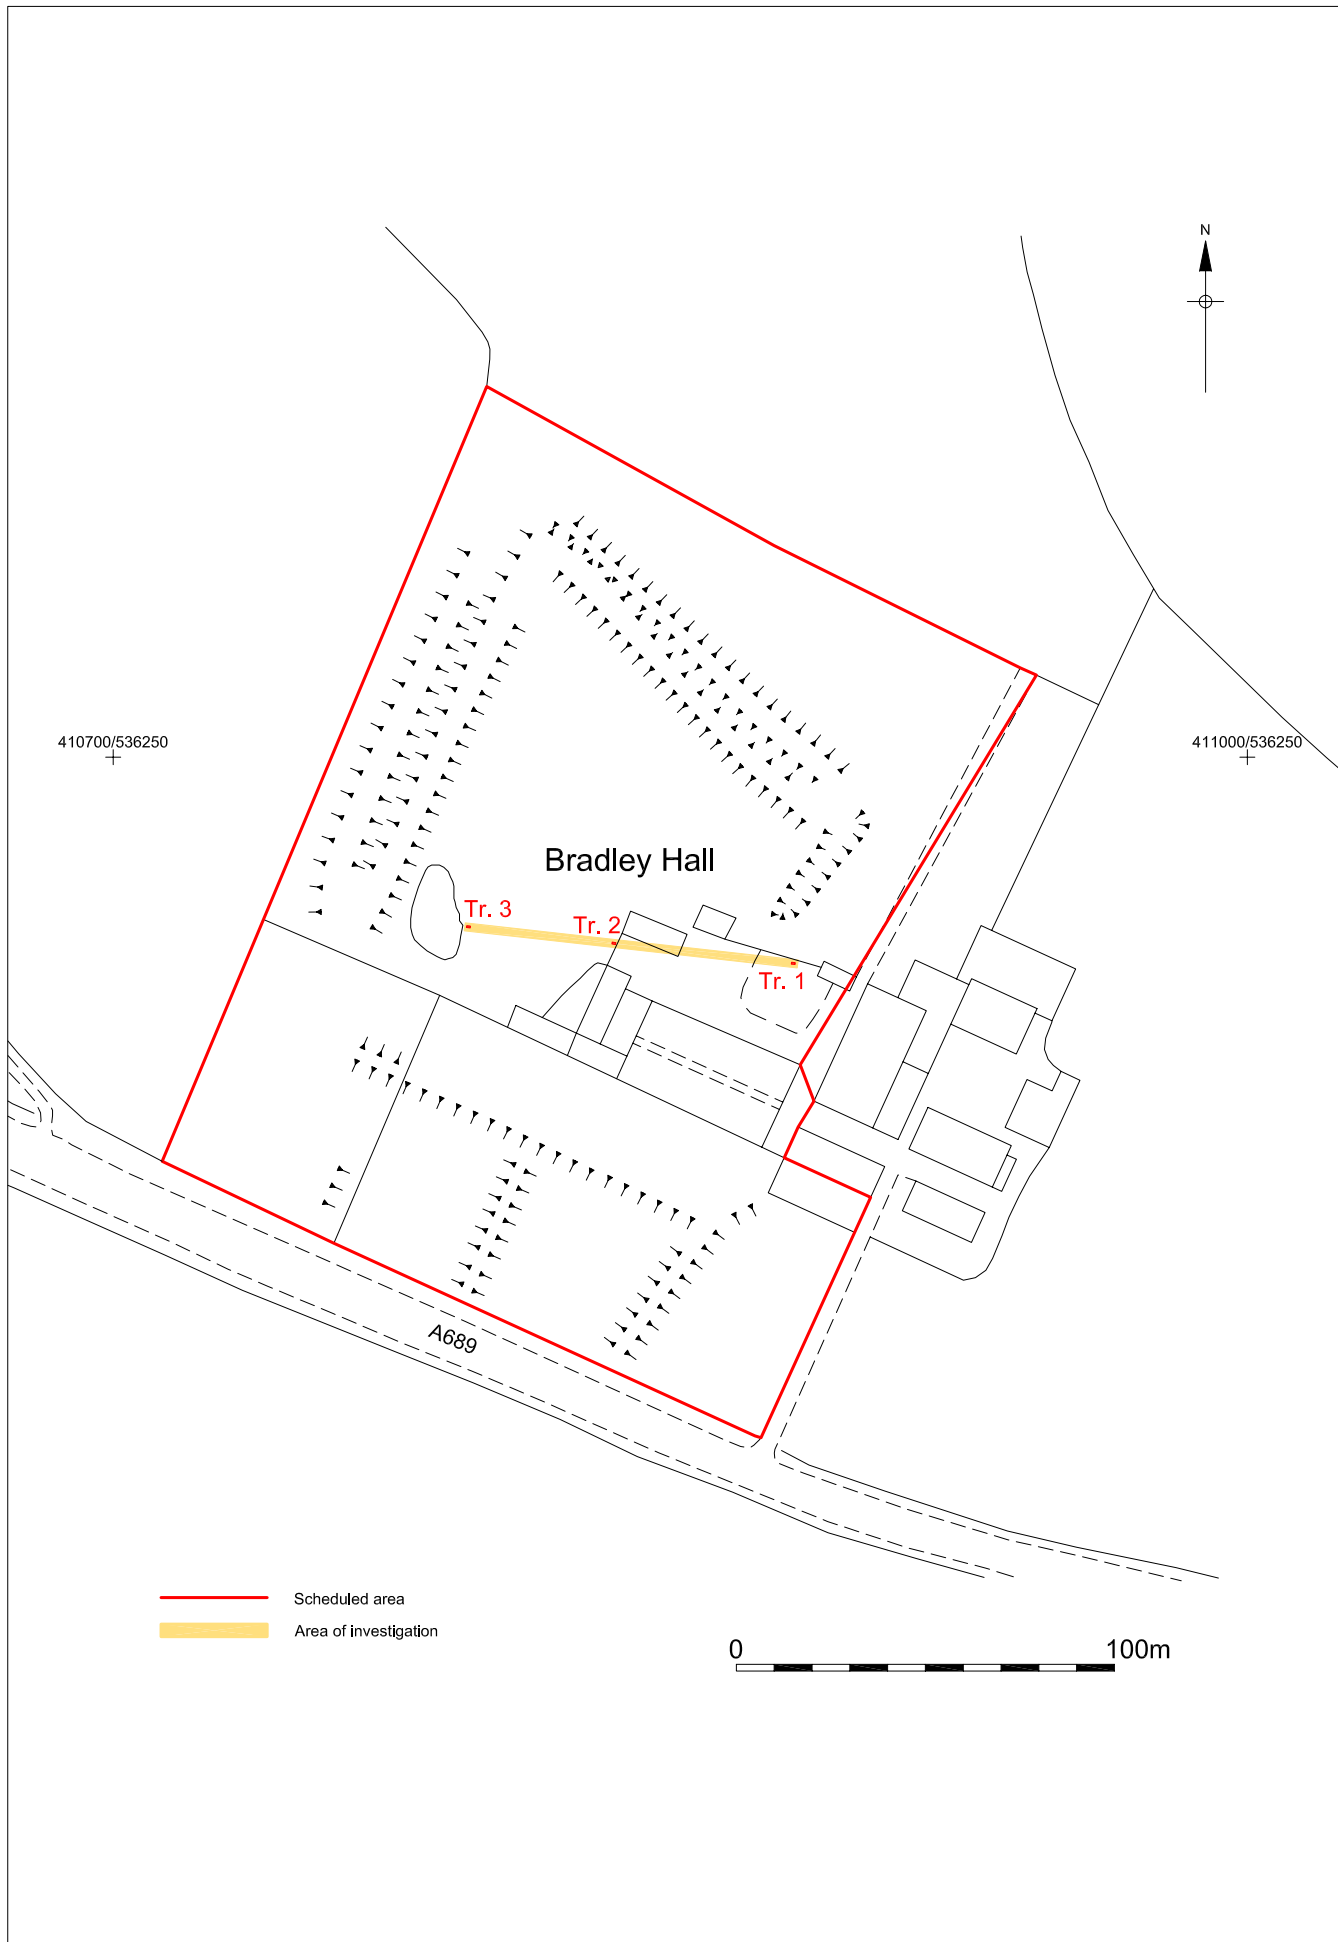 N
410700/536250
411000/536250
Bradley Hall
Tr. 3
Tr. 2
Tr. 1
A689
Scheduled area
Area of investigation
0 100m